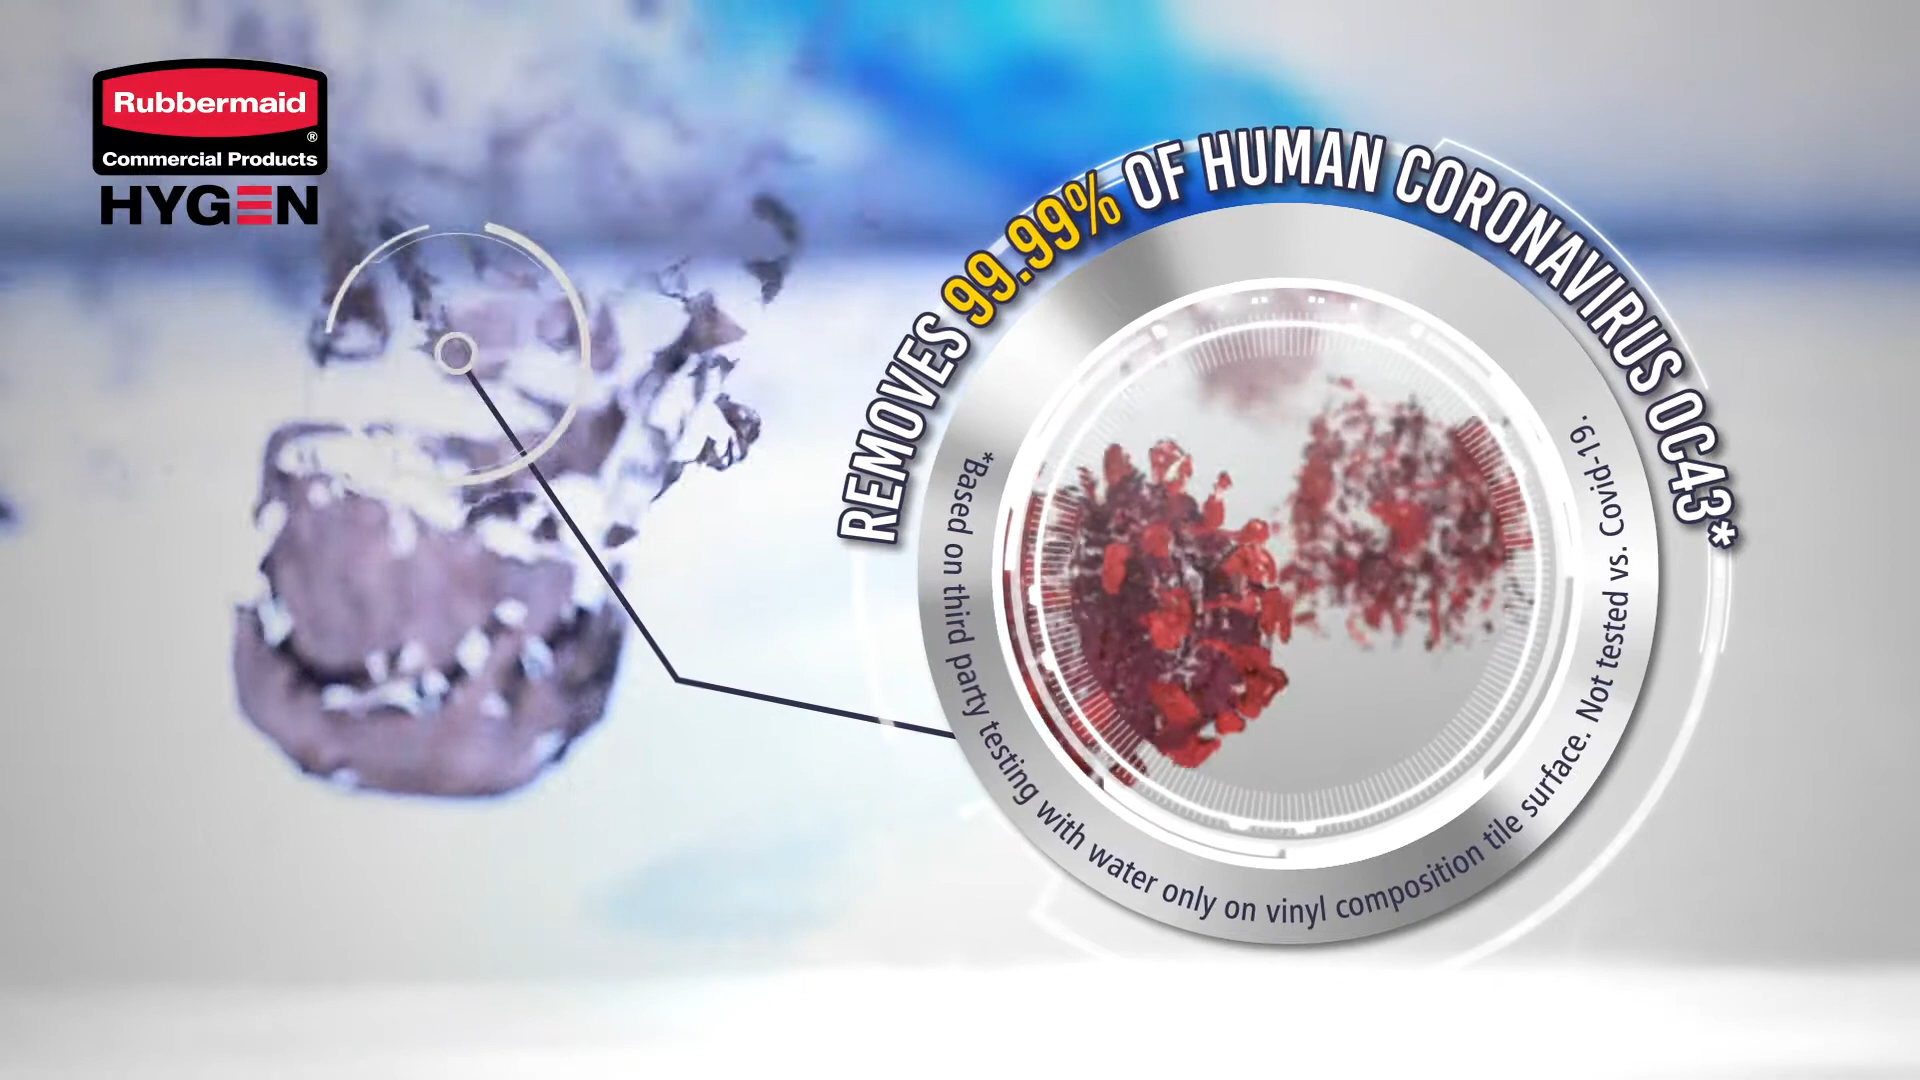 Rubbermaid
®
Commercial Products
HYGEN
REMOVES 99.99% OF HUMAN CORONAVIRUS OC43*
*Based on third party testing with water only on vinyl composition tile surface. Not tested vs. Covid-19.